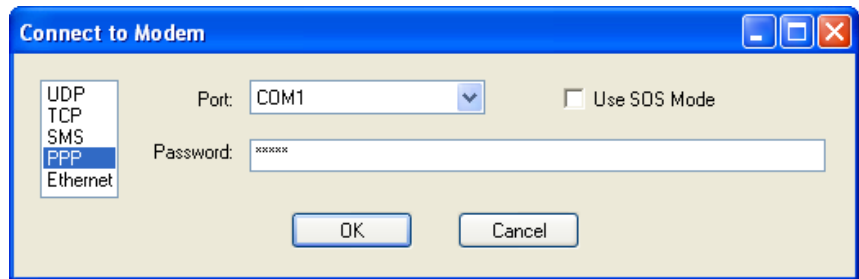 Connect to Modem
UDP
TCP
SMS
PPP
Ethernet
Port: COM1 Use SOS Mode
Password: *****
OK Cancel